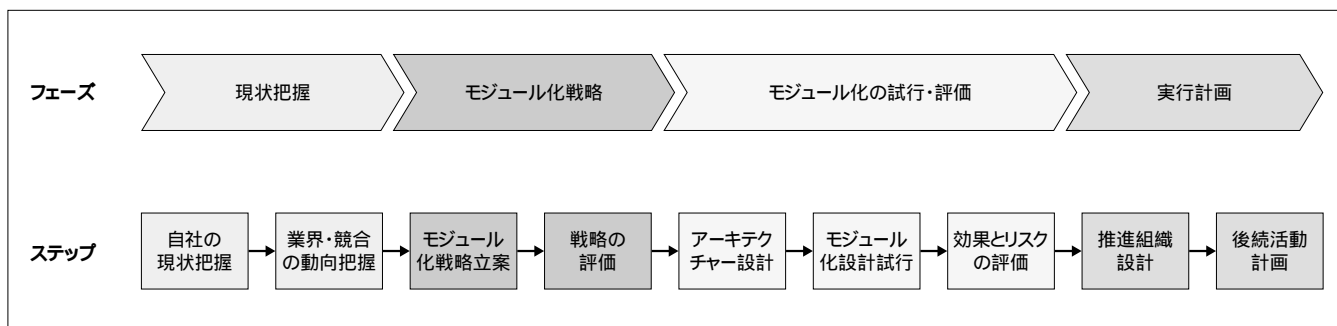 フェーズ
現状把握
モジュール化戦略
モジュール化の試行・評価
実行計画
ステップ
自社の
現状把握
業界・競合
の動向把握
モジュール
化戦略立案
戦略の
評価
アーキテク
チャー設計
モジュール
化設計試行
効果とリスク
の評価
推進組織
設計
後続活動
計画